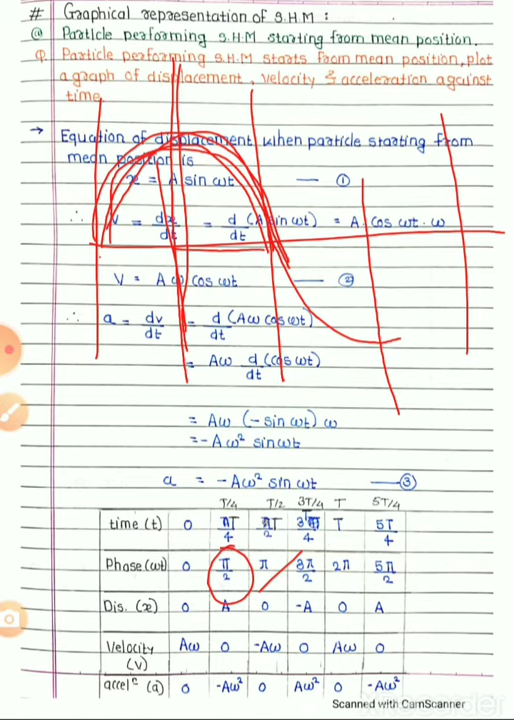 # Graphical representation of S.H.M :
@ Particle performing S.H.M starting from mean position.
Q. Particle performing S.H.M starts from mean position, plot
a graph of displacement, velocity & acceleration against
time.
→ Equation of displacement when particle starting from
mean position is
x = A sin ωt — ①
∴ V = dx/dt = d/dt (A sin ωt) = A cos ωt · ω
V = Aω cos ωt — ②
∴ a = dv/dt = d/dt (Aω cos ωt)
= Aω d/dt (cos ωt)
= Aω (- sin ωt) ω
= - Aω² sin ωt
a = - Aω² sin ωt — ③
T/4 T/2 3T/4 T 5T/4
time (t) 0 T/4 T/2 3T/4 T 5T/4
Phase (ωt) 0 π/2 π 3π/2 2π 5π/2
Dis. (x) 0 A 0 -A 0 A
Velocity (V) Aω 0 -Aω 0 Aω 0
accelⁿ (a) 0 -Aω² 0 Aω² 0 -Aω²
Scanned with CamScanner